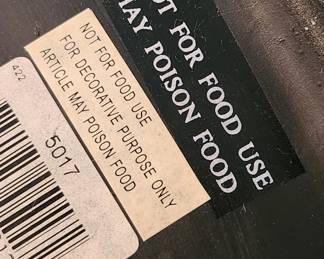 422
5017
NOT FOR FOOD USE
FOR DECORATIVE PURPOSE ONLY
ARTICLE MAY POISON FOOD
FOR FOOD USE
MAY POISON FOOD